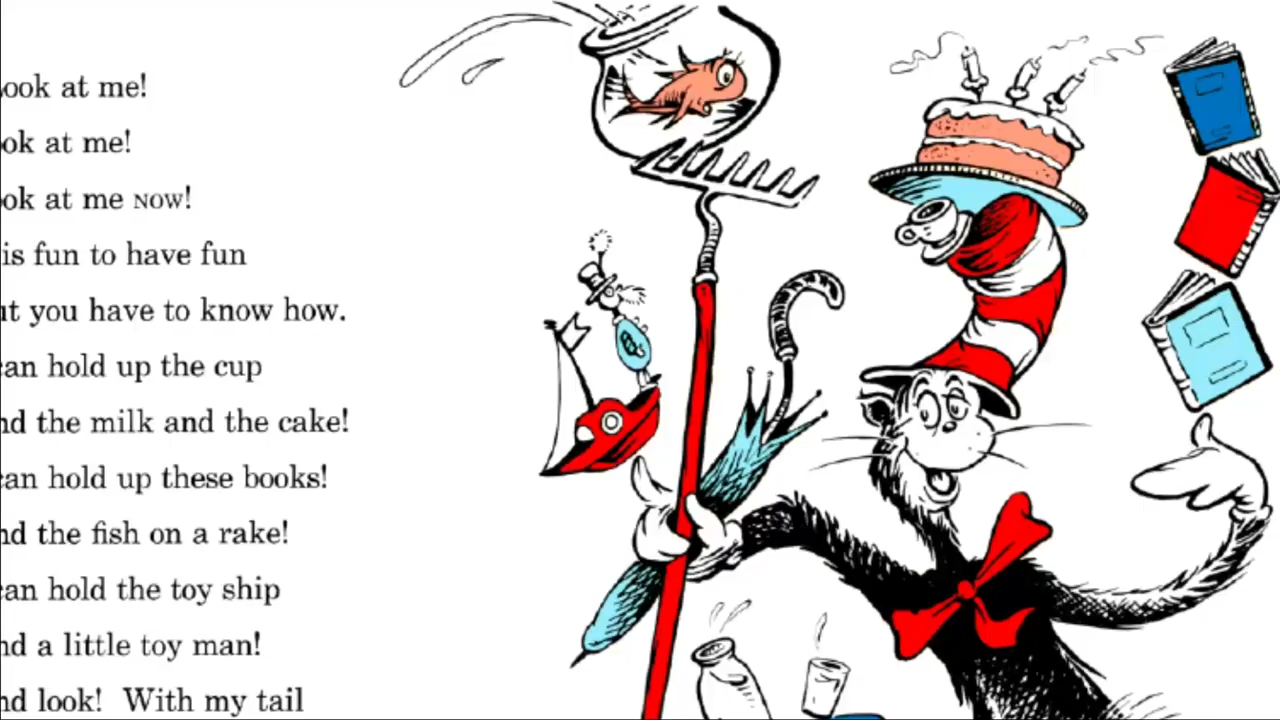 ook at me!
ok at me!
ok at me NOW!
is fun to have fun
t you have to know how.
an hold up the cup
nd the milk and the cake!
an hold up these books!
nd the fish on a rake!
an hold the toy ship
nd a little toy man!
nd look! With my tail